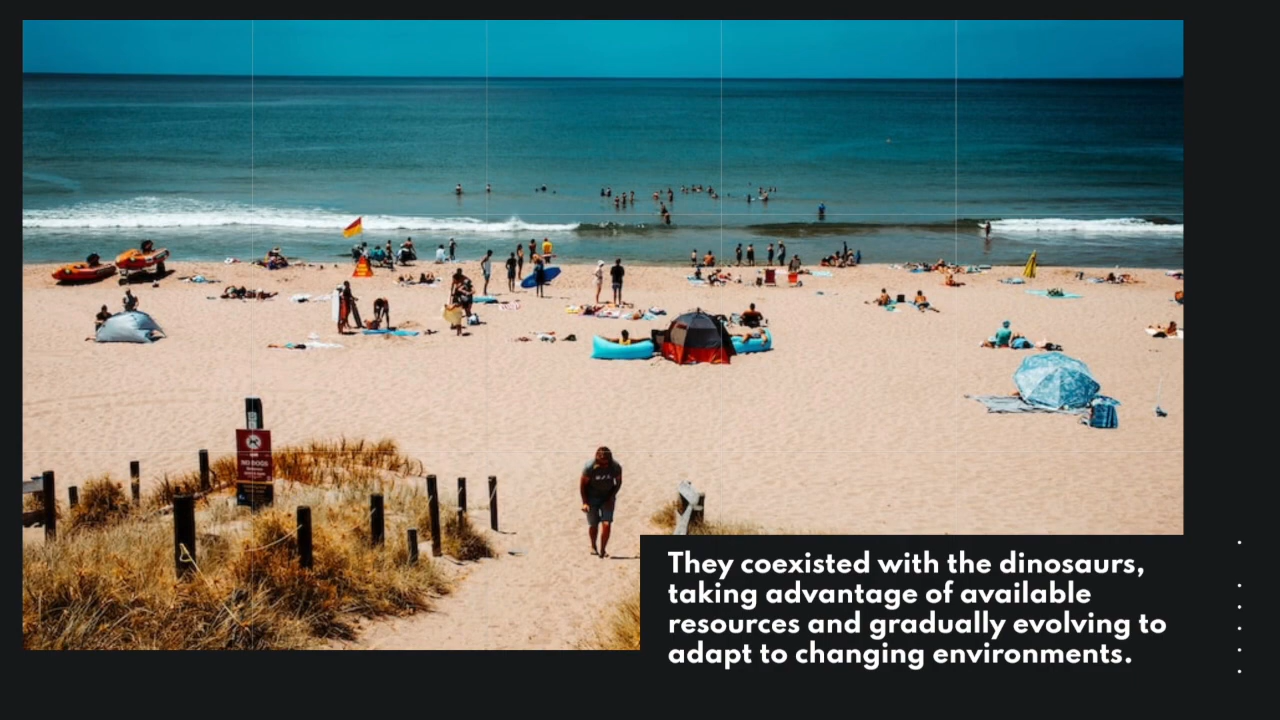 NO DOGS
They coexisted with the dinosaurs,
taking advantage of available
resources and gradually evolving to
adapt to changing environments.